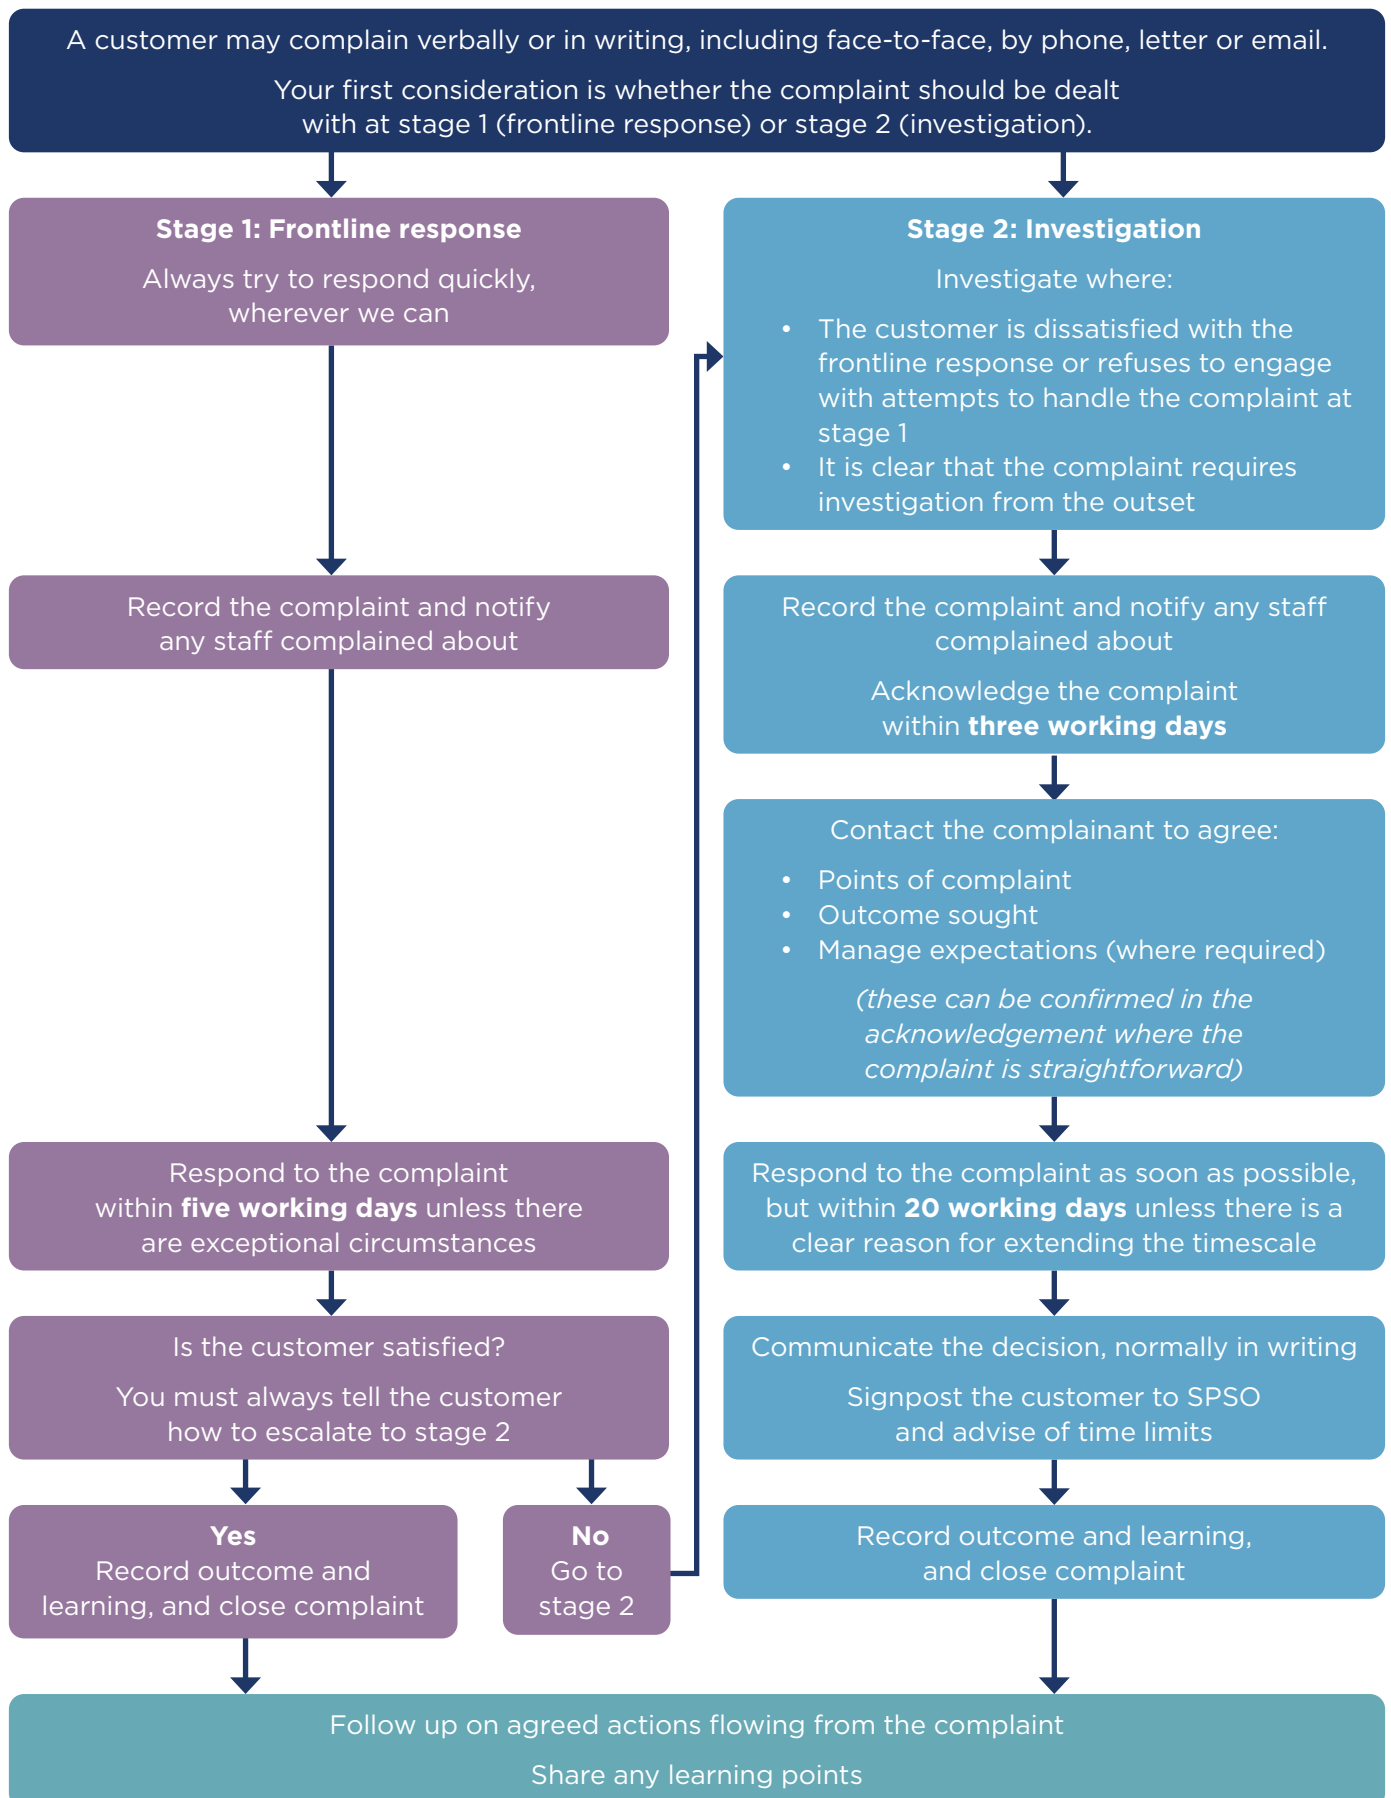 A customer may complain verbally or in writing, including face-to-face, by phone, letter or email.
Your first consideration is whether the complaint should be dealt
with at stage 1 (frontline response) or stage 2 (investigation).
Stage 1: Frontline response
Always try to respond quickly,
wherever we can
Record the complaint and notify
any staff complained about
Respond to the complaint
within five working days unless there
are exceptional circumstances
Is the customer satisfied?
You must always tell the customer
how to escalate to stage 2
Yes
Record outcome and
learning, and close complaint
No
Go to
stage 2
Stage 2: Investigation
Investigate where:
• The customer is dissatisfied with the
frontline response or refuses to engage
with attempts to handle the complaint at
stage 1
• It is clear that the complaint requires
investigation from the outset
Record the complaint and notify any staff
complained about
Acknowledge the complaint
within three working days
Contact the complainant to agree:
• Points of complaint
• Outcome sought
• Manage expectations (where required)
(these can be confirmed in the
acknowledgement where the
complaint is straightforward)
Respond to the complaint as soon as possible,
but within 20 working days unless there is a
clear reason for extending the timescale
Communicate the decision, normally in writing
Signpost the customer to SPSO
and advise of time limits
Record outcome and learning,
and close complaint
Follow up on agreed actions flowing from the complaint
Share any learning points